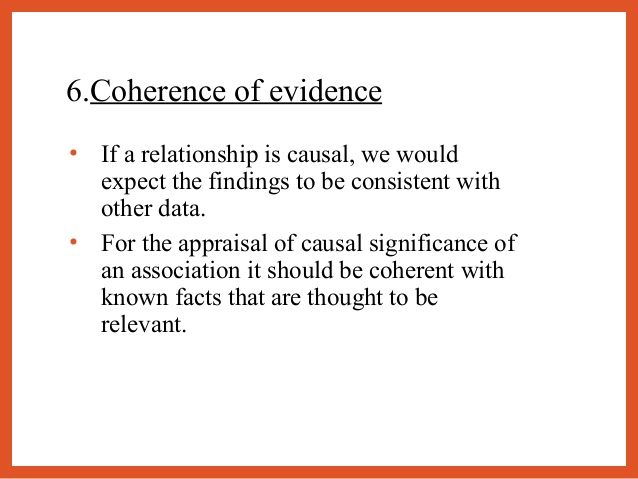 6.Coherence of evidence
• If a relationship is causal, we would
expect the findings to be consistent with
other data.
• For the appraisal of causal significance of
an association it should be coherent with
known facts that are thought to be
relevant.